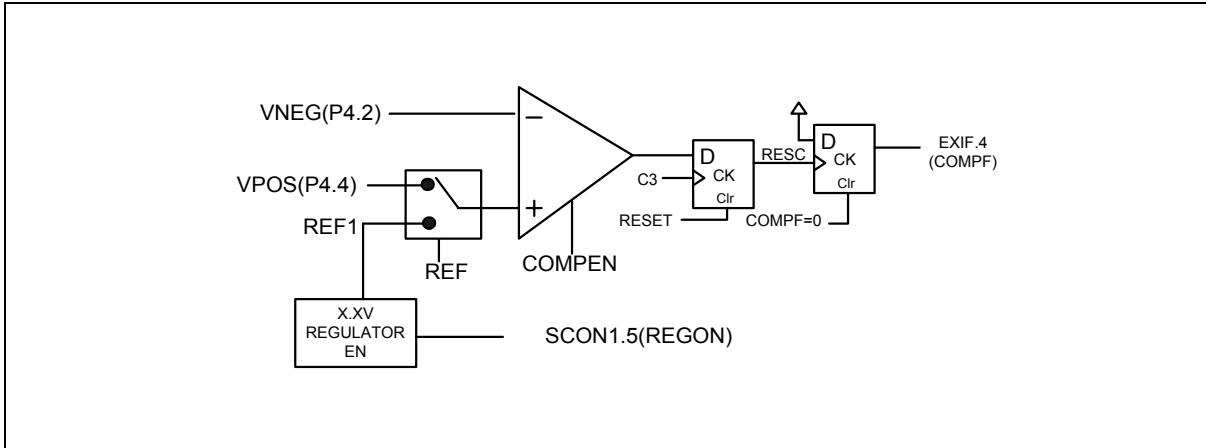 VNEG(P4.2)
−
VPOS(P4.4)
REF1
+
REF
COMPEN
X.XV
REGULATOR
EN
SCON1.5(REGON)
D
CK
Clr
C3
RESET
RESC
D
CK
Clr
COMPF=0
EXIF.4
(COMPF)